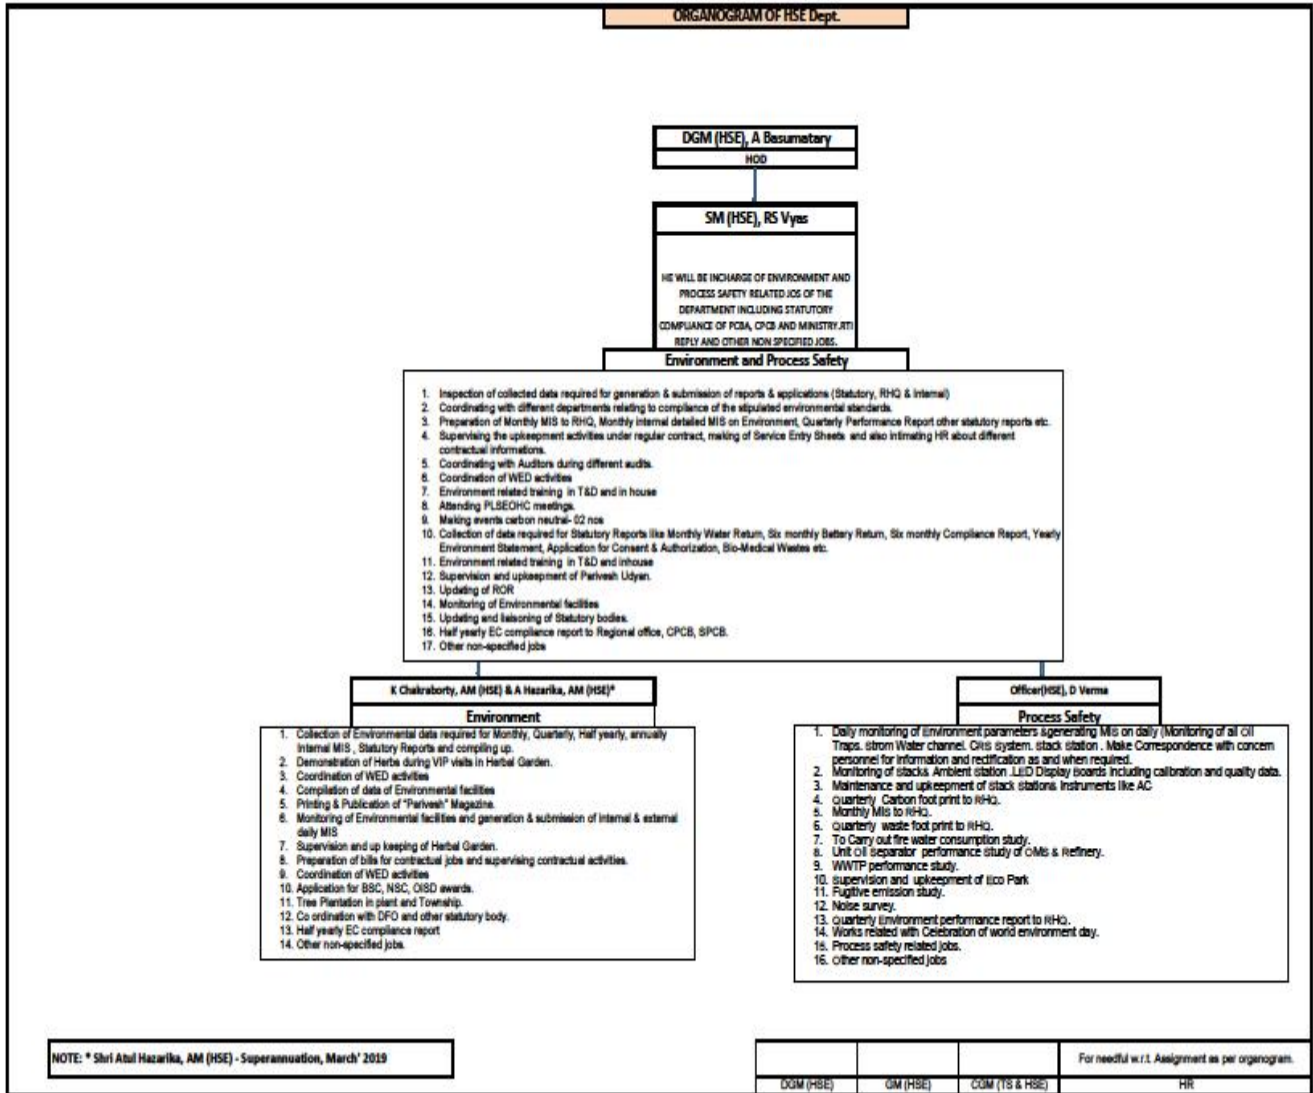 ORGANOGRAM OF HSE Dept.
DGM (HSE), A Basumatary
HOD
SM (HSE), RS Vyas
HE WILL BE INCHARGE OF ENVIRONMENT AND
PROCESS SAFETY RELATED JOS OF THE
DEPARTMENT INCLUDING STATUTORY
COMPLIANCE OF PCBA, CPCB AND MINISTRY.RTI
REPLY AND OTHER NON SPECIFIED JOBS.
Environment and Process Safety
1. Inspection of collected data required for generation & submission of reports & applications (Statutory, RHQ & Internal)
2. Coordinating with different departments relating to compliance of the stipulated environmental standards.
3. Preparation of Monthly MIS to RHQ, Monthly internal detailed MIS on Environment, Quarterly Performance Report other statutory reports etc.
4. Supervising the upkeepment activities under regular contract, making of Service Entry Sheets and also intimating HR about different
contractual informations.
5. Coordinating with Auditors during different audits.
6. Coordination of WED activities
7. Environment related training in T&D and in house
8. Attending PLSEOHC meetings.
9. Making events carbon neutral- 02 nos
10. Collection of data required for Statutory Reports like Monthly Water Return, Six monthly Battery Return, Six monthly Compliance Report, Yearly
Environment Statement, Application for Consent & Authorization, Bio-Medical Wastes etc.
11. Environment related training in T&D and inhouse
12. Supervision and upkeepment of Parivesh Udyan.
13. Updating of ROR
14. Monitoring of Environmental facilities
15. Updating and liaisoning of Statutory bodies.
16. Half yearly EC compliance report to Regional office, CPCB, SPCB.
17. Other non-specified jobs
K Chakraborty, AM (HSE) & A Hazarika, AM (HSE)*
Environment
1. Collection of Environmental data required for Monthly, Quarterly, Half yearly, annually
Internal MIS , Statutory Reports and compiling up.
2. Demonstration of Herbs during VIP visits in Herbal Garden.
3. Coordination of WED activities
4. Compilation of data of Environmental facilities
5. Printing & Publication of "Parivesh" Magazine.
6. Monitoring of Environmental facilities and generation & submission of internal & external
daily MIS
7. Supervision and up keeping of Herbal Garden.
8. Preparation of bills for contractual jobs and supervising contractual activities.
9. Coordination of WED activities
10. Application for BSC, NSC, OISD awards.
11. Tree Plantation in plant and Township.
12. Co ordination with DFO and other statutory body.
13. Half yearly EC compliance report
14. Other non-specified jobs.
Officer(HSE), D Verma
Process Safety
1. Daily monitoring of Environment parameters &generating MIS on daily (Monitoring of all Oil
Traps. Strom Water channel. CRS System. Stack Station . Make Correspondence with concern
personnel for information and rectification as and when required.
2. Monitoring of Stack& Ambient Station .LED Display Boards including calibration and quality data.
3. Maintenance and upkeepment of Stack Station& Instruments like AC
4. Quarterly Carbon foot print to RHQ.
5. Monthly MIS to RHQ.
6. Quarterly waste foot print to RHQ.
7. To Carry out fire water consumption study.
8. Unit Oil Separator performance Study of OMS & Refinery.
9. WWTP performance study.
10. Supervision and upkeepment of Eco Park
11. Fugitive emission study.
12. Noise survey.
13. Quarterly Environment performance report to RHQ.
14. Works related with Celebration of world environment day.
15. Process safety related jobs.
16. Other non-specified jobs
NOTE: * Shri Atul Hazarika, AM (HSE) - Superannuation, March' 2019
For needful w.r.t. Assignment as per organogram.
DGM (HSE) GM (HSE) CGM (TS & HSE) HR